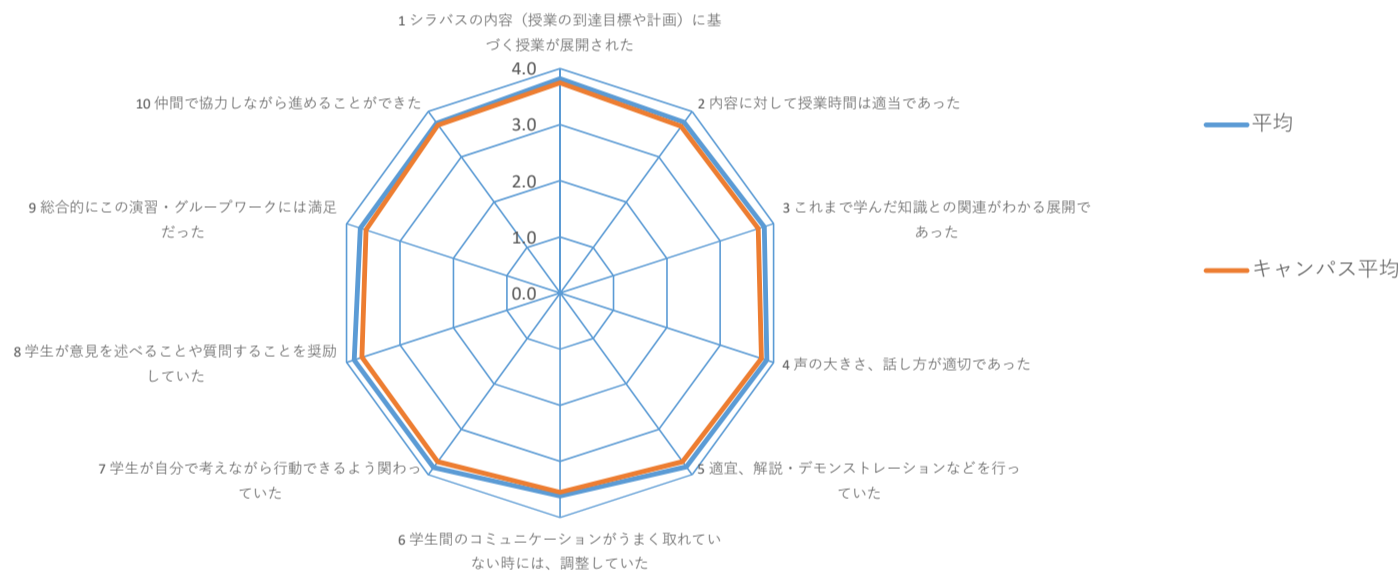 1 シラバスの内容（授業の到達目標や計画）に基
づく授業が展開された
4.0
10 仲間で協力しながら進めることができた
2 内容に対して授業時間は適当であった
平均
3.0
2.0
9 総合的にこの演習・グループワークには満足
だった
3 これまで学んだ知識との関連がわかる展開で
あった
1.0
キャンパス平均
0.0
8 学生が意見を述べることや質問することを奨励
していた
4 声の大きさ、話し方が適切であった
7 学生が自分で考えながら行動できるよう関わっ
ていた
5 適宜、解説・デモンストレーションなどを行っ
ていた
6 学生間のコミュニケーションがうまく取れてい
ない時には、調整していた